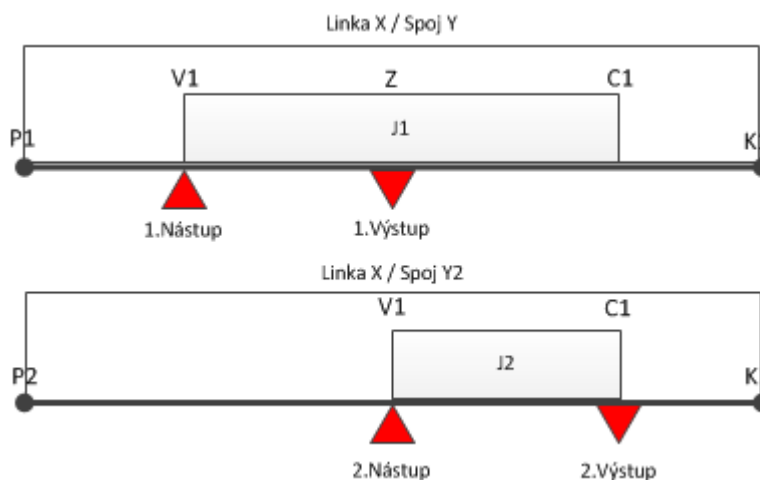 Linka X / Spoj Y
V1 Z C1
J1
P1 K
1.Nástup 1.Výstup
Linka X / Spoj Y2
V1 C1
J2
P2 K
2.Nástup 2.Výstup